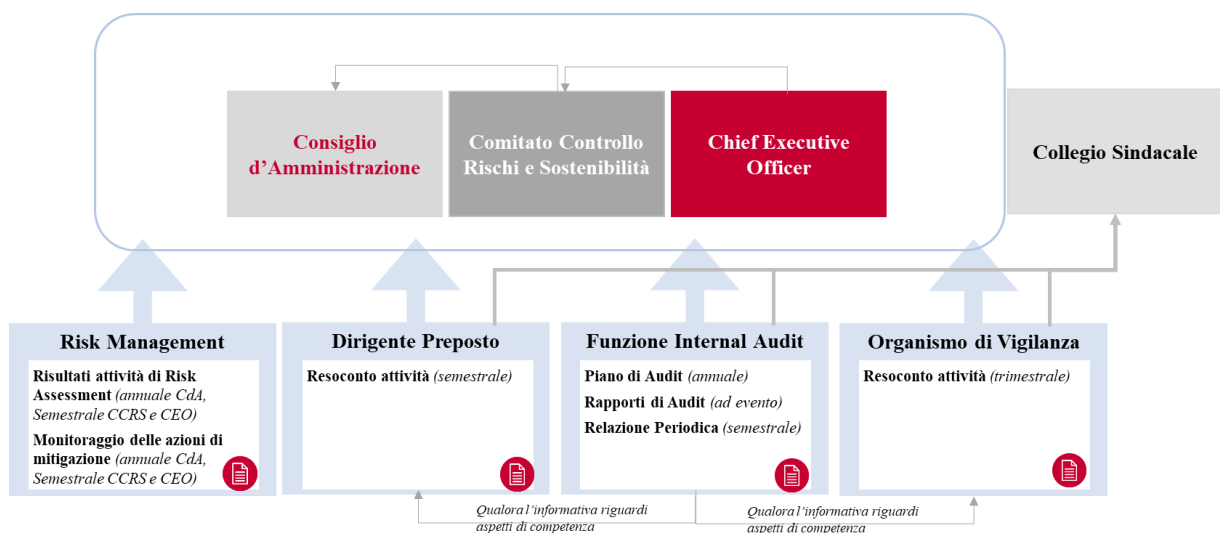 Consiglio
d'Amministrazione
Comitato Controllo
Rischi e Sostenibilità
Chief Executive
Officer
Collegio Sindacale
Risk Management
Risultati attività di Risk
Assessment (annuale CdA,
Semestrale CCRS e CEO)
Monitoraggio delle azioni di
mitigazione (annuale CdA,
Semestrale CCRS e CEO)
Dirigente Preposto
Resoconto attività (semestrale)
Funzione Internal Audit
Piano di Audit (annuale)
Rapporti di Audit (ad evento)
Relazione Periodica (semestrale)
Organismo di Vigilanza
Resoconto attività (trimestrale)
Qualora l'informativa riguardi
aspetti di competenza
Qualora l'informativa riguardi
aspetti di competenza